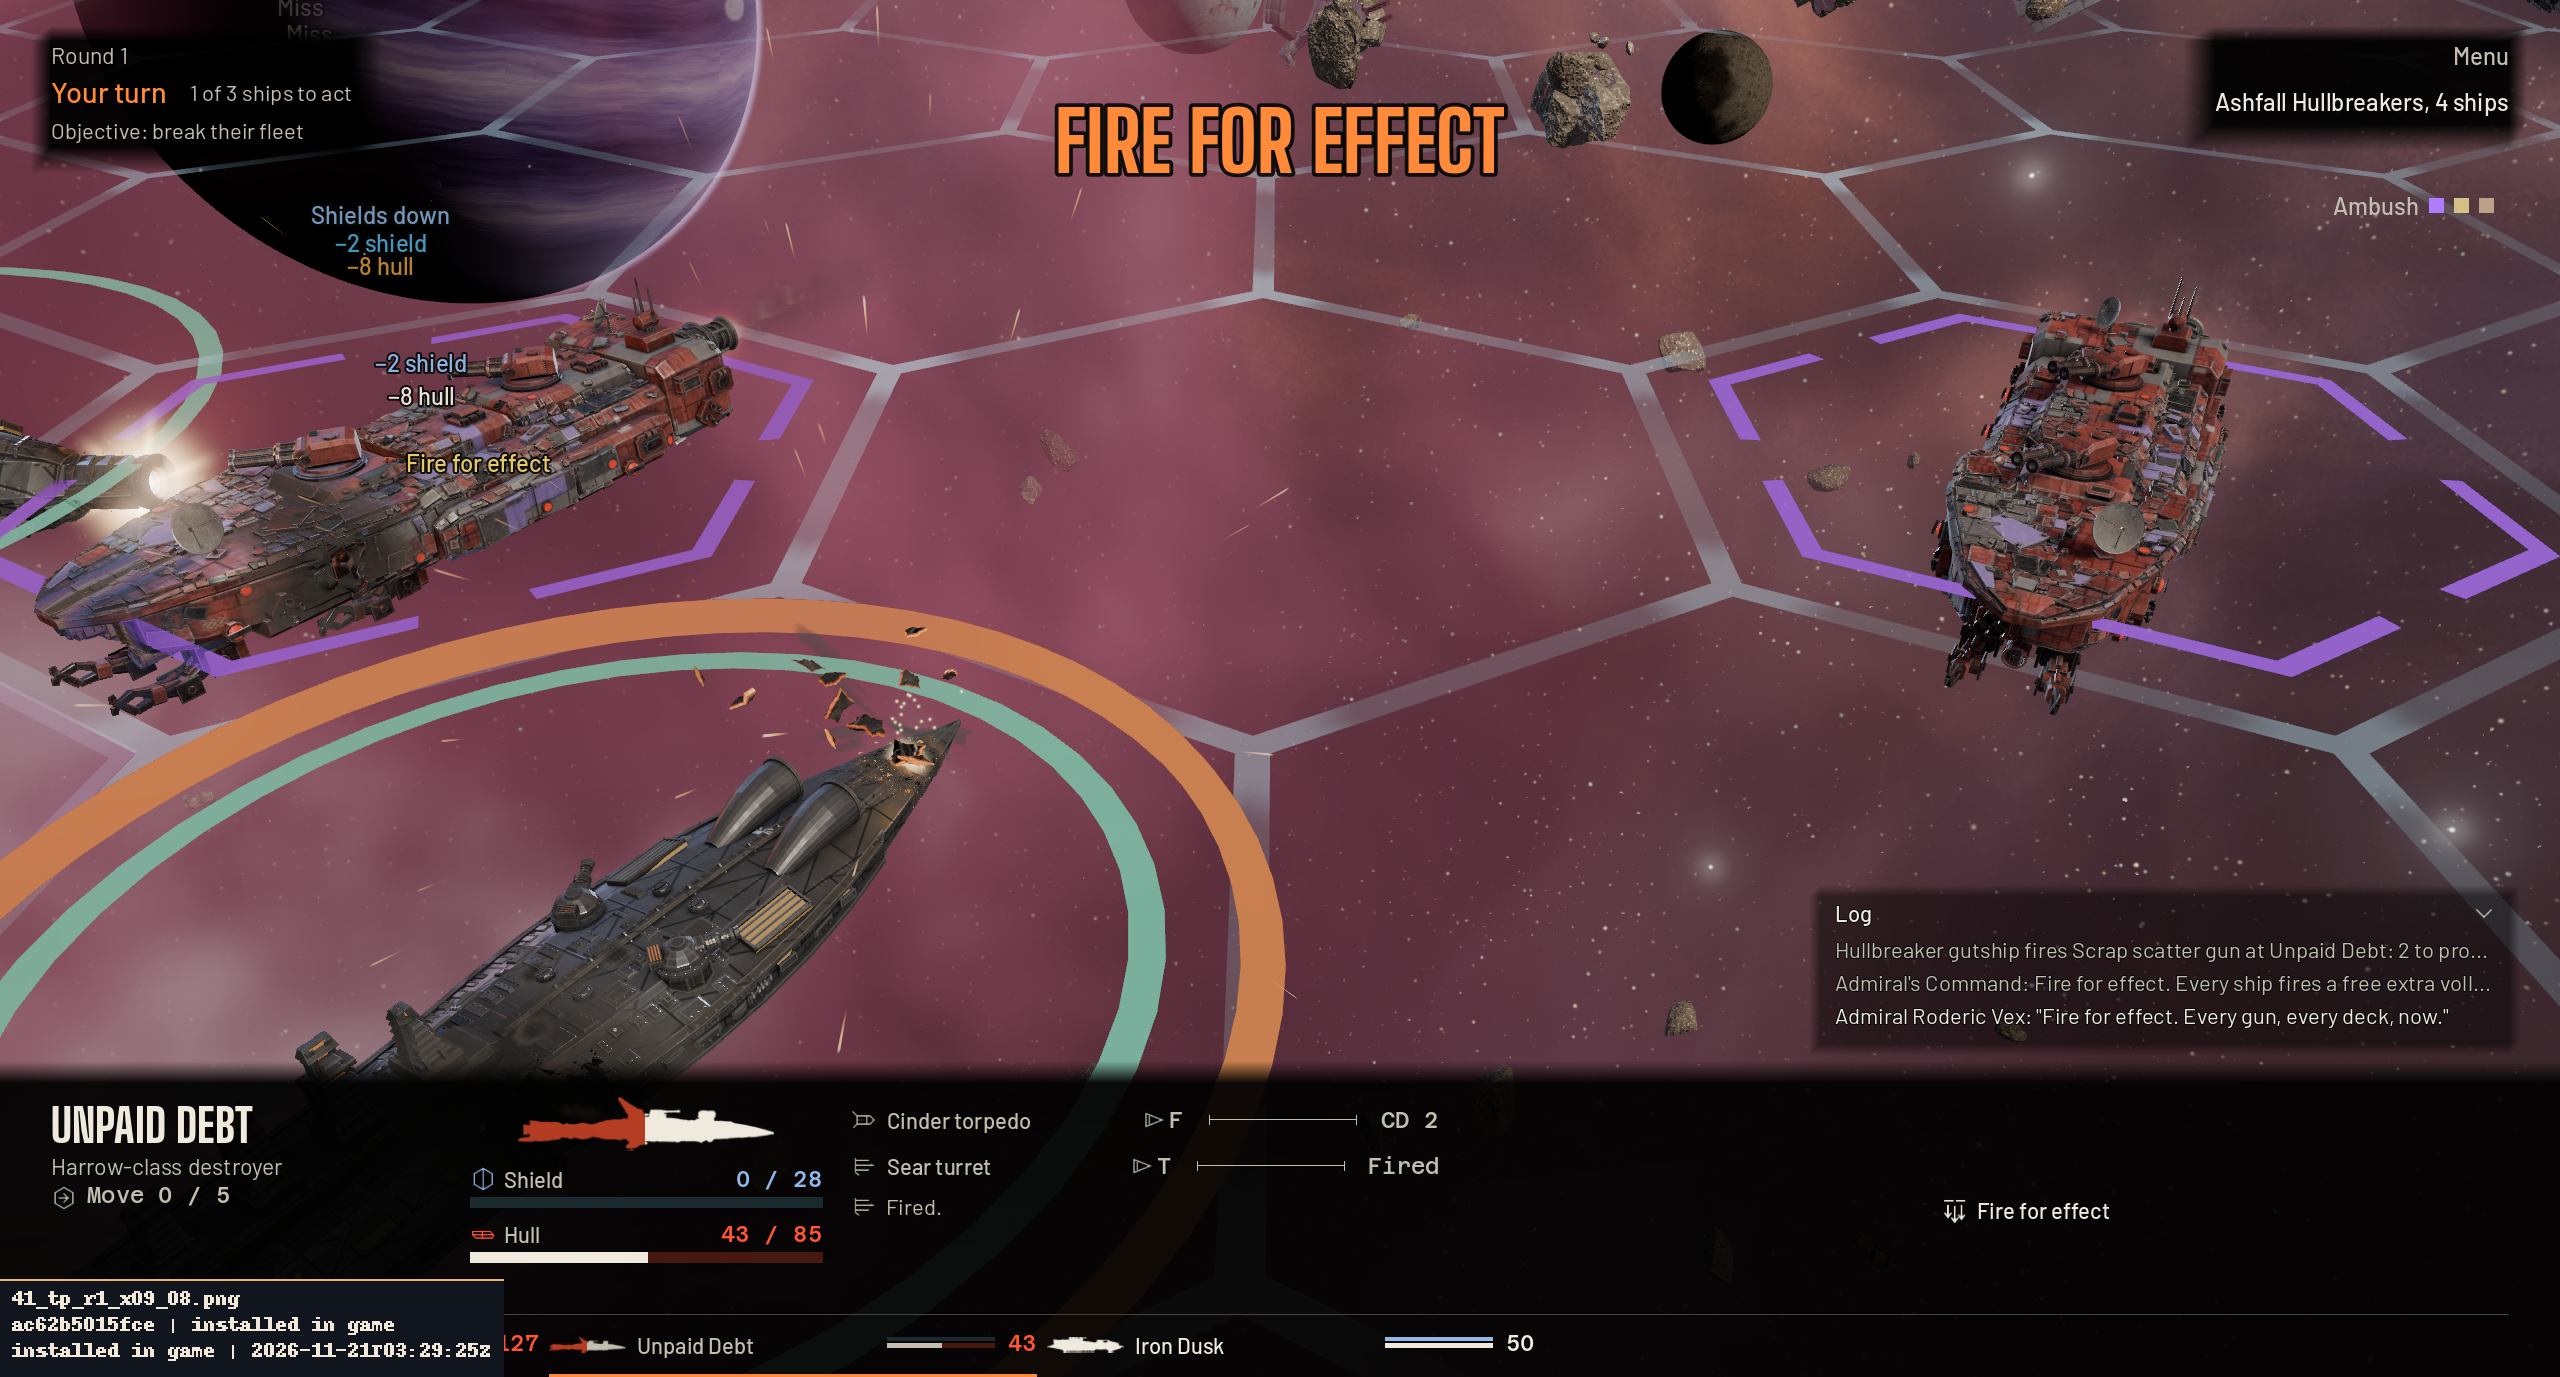 Miss
Miss
Round 1
Your turn 1 of 3 ships to act
Objective: break their fleet
FIRE FOR EFFECT
Menu
Ashfall Hullbreakers, 4 ships
Ambush
Shields down
−2 shield
−8 hull
−2 shield
−8 hull
Fire for effect
Log
Hullbreaker gutship fires Scrap scatter gun at Unpaid Debt: 2 to pro...
Admiral's Command: Fire for effect. Every ship fires a free extra voll...
Admiral Roderic Vex: "Fire for effect. Every gun, every deck, now."
UNPAID DEBT
Harrow-class destroyer
Move 0 / 5
Shield 0 / 28
Hull 43 / 85
Cinder torpedo F CD 2
Sear turret T Fired
Fired.
Fire for effect
41_tp_r1_x09_08.png
ac62b5015fce | installed in game
installed in game | 2026-11-21T03:29:25Z
127 Unpaid Debt 43 Iron Dusk 50